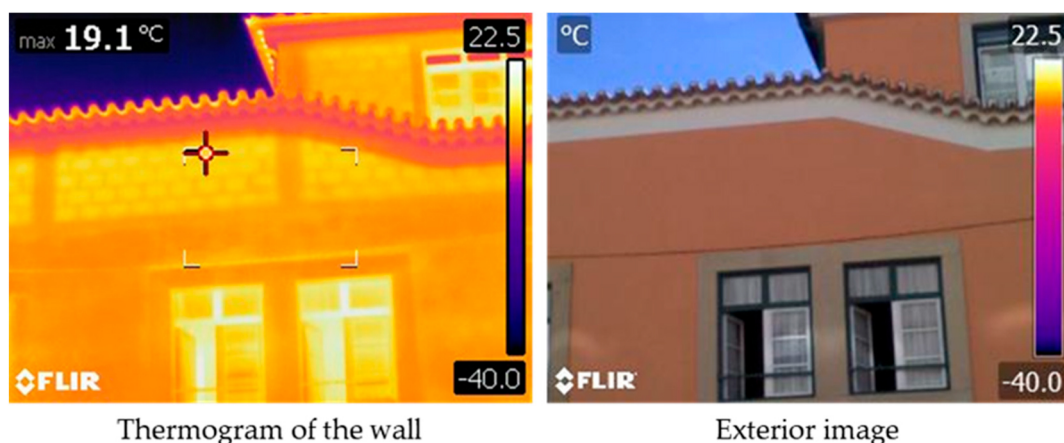 max 19.1 °C
22.5
-40.0
FLIR
°C
22.5
-40.0
FLIR
Thermogram of the wall
Exterior image